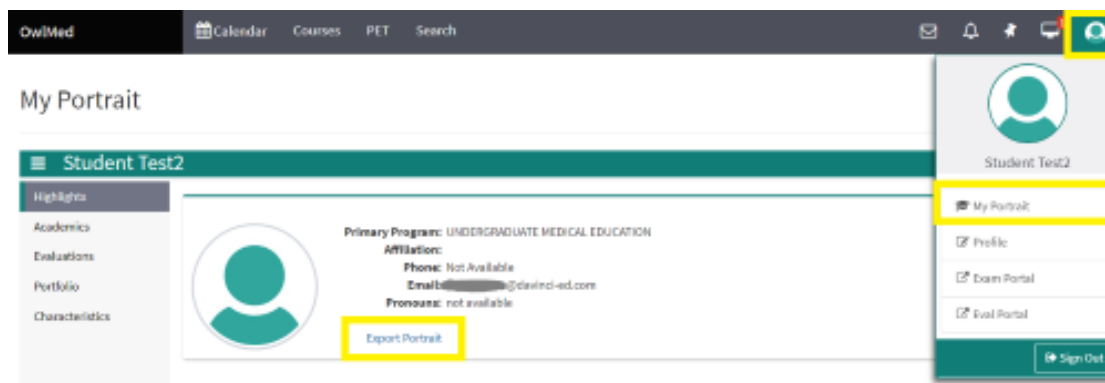 OwlMed Calendar Courses PET Search
My Portrait
Student Test2
Highlights
Academics
Evaluations
Portfolio
Characteristics
Primary Program: UNDERGRADUATE MEDICAL EDUCATION
Affiliation:
Phone: Not Available
Email: @davinci-ed.com
Pronouns: not available
Export Portrait
Student Test2
My Portrait
Profile
Exam Portal
Eval Portal
Sign Out